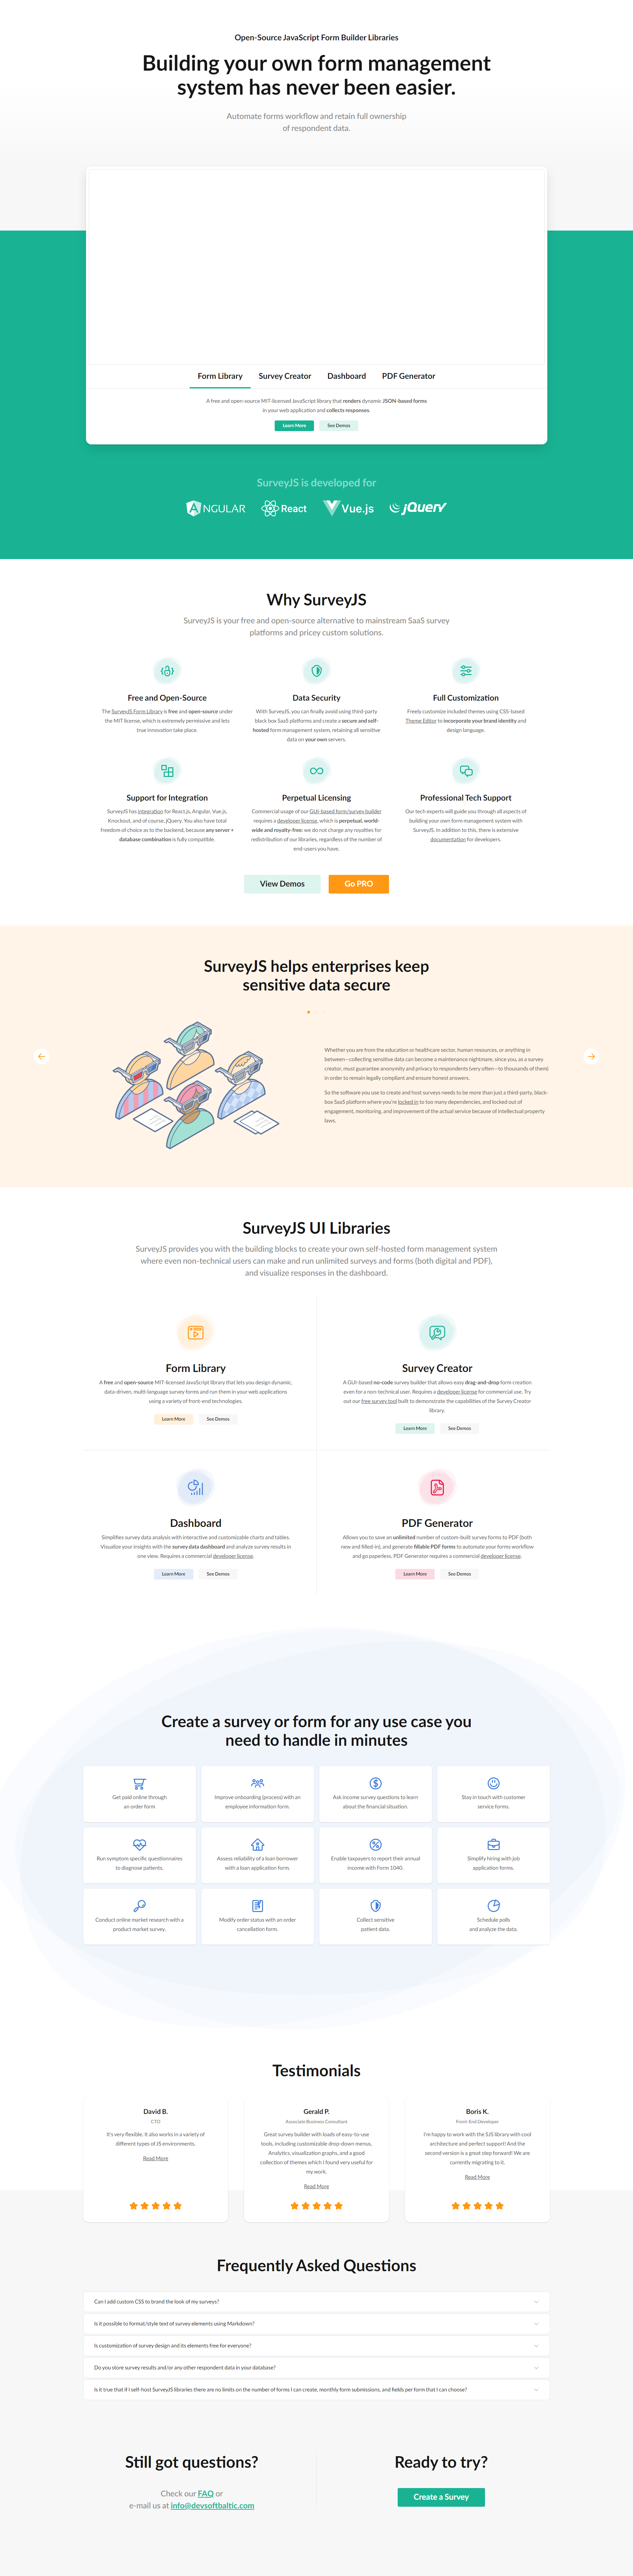 Open-Source JavaScript Form Builder Libraries
Building your own form management
system has never been easier.
Automate forms workflow and retain full ownership
of respondent data.
Form Library
Survey Creator
Dashboard
PDF Generator
A free and open-source MIT-licensed JavaScript library that renders dynamic JSON-based forms
in your web application and collects responses.
Learn More
See Demos
SurveyJS is developed for
ANGULAR
React
Vue.js
jQuery
Why SurveyJS
SurveyJS is your free and open-source alternative to mainstream SaaS survey
platforms and pricey custom solutions.
Free and Open-Source
The SurveyJS Form Library is free and open-source under
the MIT license, which is extremely permissive and lets
true innovation take place.
Data Security
With SurveyJS, you can finally avoid using third-party
black box SaaS platforms and create a secure and self-
hosted form management system, retaining all sensitive
data on your own servers.
Full Customization
Freely customize included themes using CSS-based
Theme Editor to incorporate your brand identity and
design language.
Support for Integration
SurveyJS has integration for React.js, Angular, Vue.js,
Knockout, and of course, jQuery. You also have total
freedom of choice as to the backend, because any server +
database combination is fully compatible.
Perpetual Licensing
Commercial usage of our GUI-based form/survey builder
requires a developer license, which is perpetual, world-
wide and royalty-free: we do not charge any royalties for
redistribution of our libraries, regardless of the number of
end-users you have.
Professional Tech Support
Our tech experts will guide you through all aspects of
building your own form management system with
SurveyJS. In addition to this, there is extensive
documentation for developers.
View Demos
Go PRO
SurveyJS helps enterprises keep
sensitive data secure
Whether you are from the education or healthcare sector, human resources, or anything in
between—collecting sensitive data can become a maintenance nightmare, since you, as a survey
creator, must guarantee anonymity and privacy to respondents (very often—to thousands of them)
in order to remain legally compliant and ensure honest answers.
So the software you use to create and host surveys needs to be more than just a third-party, black-
box SaaS platform where you're locked in to too many dependencies, and locked out of
engagement, monitoring, and improvement of the actual service because of intellectual property
laws.
SurveyJS UI Libraries
SurveyJS provides you with the building blocks to create your own self-hosted form management system
where even non-technical users can make and run unlimited surveys and forms (both digital and PDF),
and visualize responses in the dashboard.
Form Library
A free and open-source MIT-licensed JavaScript library that lets you design dynamic,
data-driven, multi-language survey forms and run them in your web applications
using a variety of front-end technologies.
Learn More
See Demos
Survey Creator
A GUI-based no-code survey builder that allows easy drag-and-drop form creation
even for a non-technical user. Requires a developer license for commercial use. Try
out our free survey tool built to demonstrate the capabilities of the Survey Creator
library.
Learn More
See Demos
Dashboard
Simplifies survey data analysis with interactive and customizable charts and tables.
Visualize your insights with the survey data dashboard and analyze survey results in
one view. Requires a commercial developer license.
Learn More
See Demos
PDF Generator
Allows you to save an unlimited number of custom-built survey forms to PDF (both
new and filled-in), and generate fillable PDF forms to automate your forms workflow
and go paperless. PDF Generator requires a commercial developer license.
Learn More
See Demos
Create a survey or form for any use case you
need to handle in minutes
Get paid online through
an order form
Improve onboarding (process) with an
employee information form.
Ask income survey questions to learn
about the financial situation.
Stay in touch with customer
service forms.
Run symptom specific questionnaires
to diagnose patients.
Assess reliability of a loan borrower
with a loan application form.
Enable taxpayers to report their annual
income with Form 1040.
Simplify hiring with job
application forms.
Conduct online market research with a
product market survey.
Modify order status with an order
cancellation form.
Collect sensitive
patient data.
Schedule polls
and analyze the data.
Testimonials
David B.
CTO
It's very flexible. It also works in a variety of
different types of JS environments.
Read More
Gerald P.
Associate Business Consultant
Great survey builder with loads of easy-to-use
tools, including customizable drop-down menus.
Analytics, visualization graphs, and a good
collection of themes which I found very useful for
my work.
Read More
Boris K.
Front-End Developer
I'm happy to work with the SJS library with cool
architecture and perfect support! And the
second version is a great step forward! We are
currently migrating to it.
Read More
Frequently Asked Questions
Can I add custom CSS to brand the look of my surveys?
Is it possible to format/style text of survey elements using Markdown?
Is customization of survey design and its elements free for everyone?
Do you store survey results and/or any other respondent data in your database?
Is it true that if I self-host SurveyJS libraries there are no limits on the number of forms I can create, monthly form submissions, and fields per form that I can choose?
Still got questions?
Check our FAQ or
e-mail us at info@devsoftbaltic.com
Ready to try?
Create a Survey